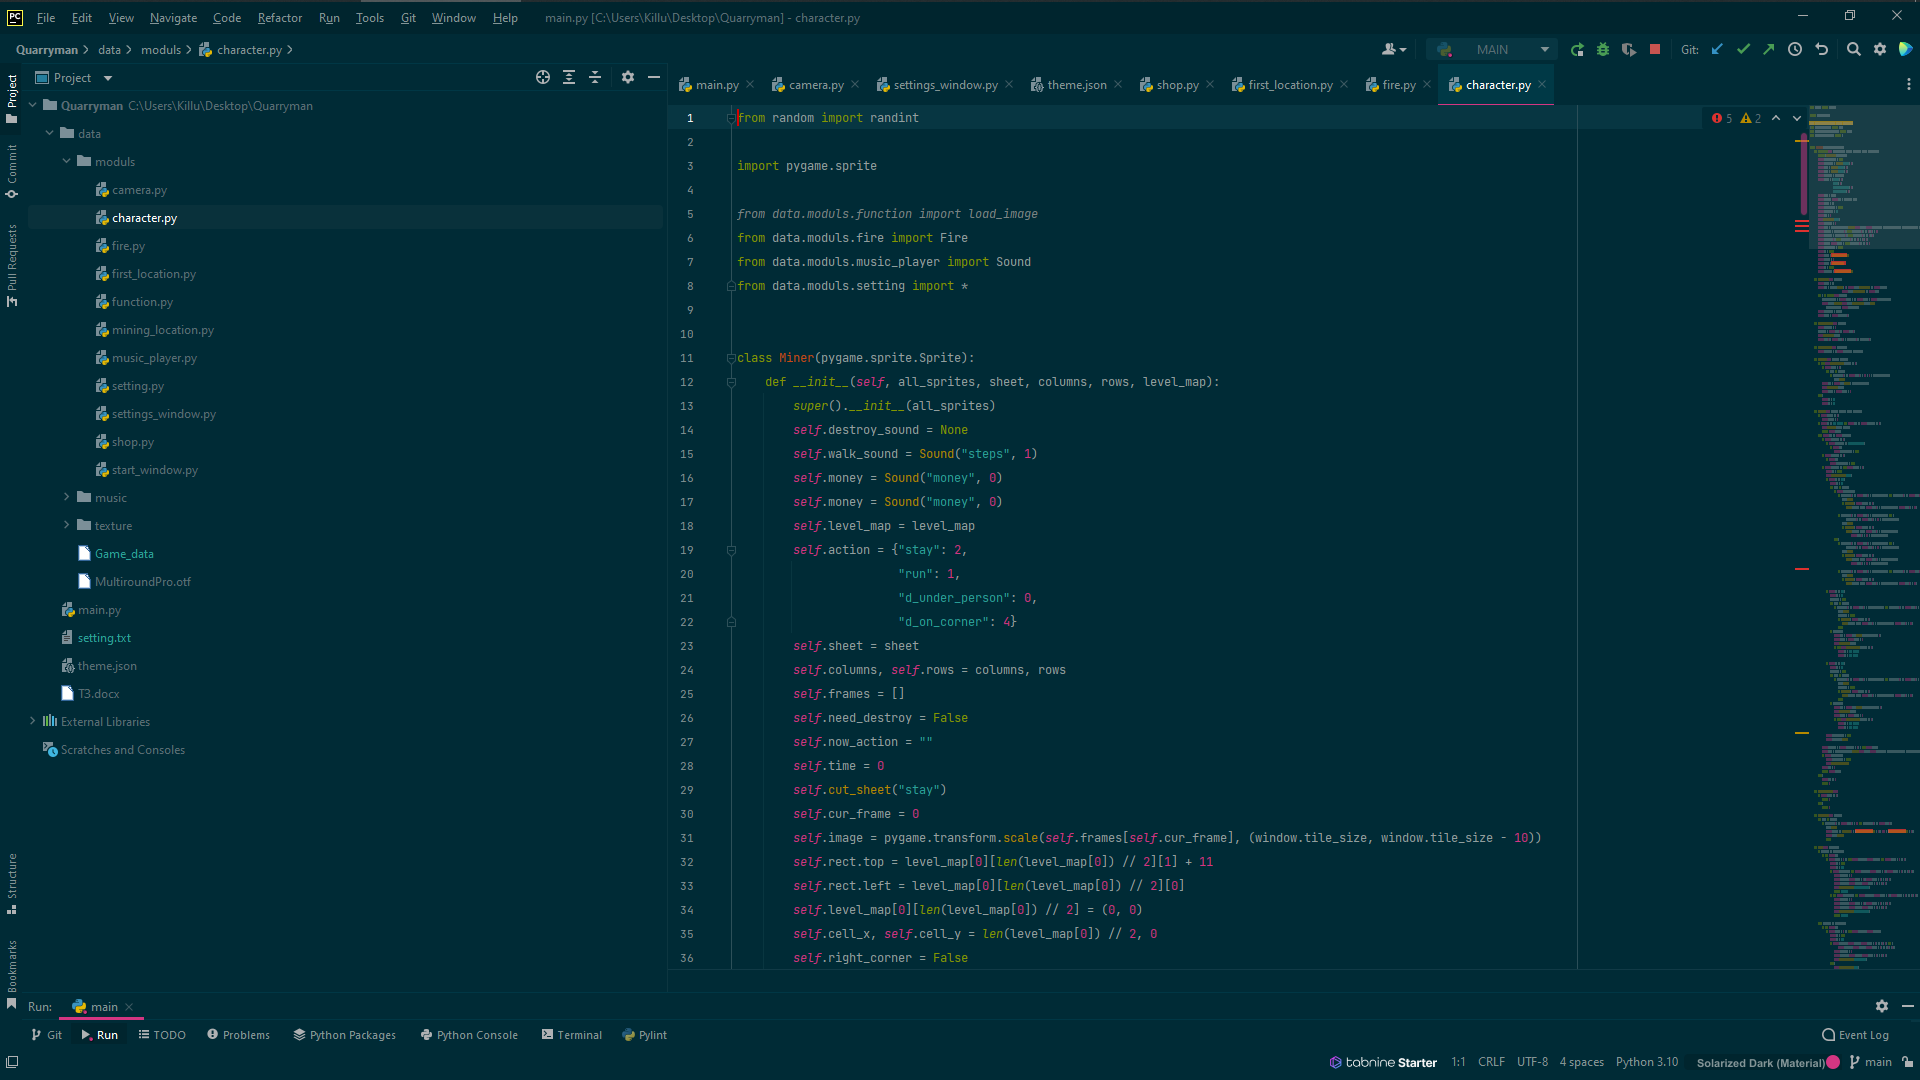 PC File Edit View Navigate Code Refactor Run Tools Git Window Help main.py [C:\Users\Killu\Desktop\Quarryman] - character.py
Quarryman data moduls character.py MAIN Git:
Project
main.py camera.py settings_window.py theme.json shop.py first_location.py fire.py character.py
Project
Commit
Pull Requests
Structure
Bookmarks
Quarryman C:\Users\Killu\Desktop\Quarryman
data
moduls
camera.py
character.py
fire.py
first_location.py
function.py
mining_location.py
music_player.py
setting.py
settings_window.py
shop.py
start_window.py
music
texture
Game_data
MultiroundPro.otf
main.py
setting.txt
theme.json
T3.docx
External Libraries
Scratches and Consoles
5 2
1 from random import randint
2
3 import pygame.sprite
4
5 from data.moduls.function import load_image
6 from data.moduls.fire import Fire
7 from data.moduls.music_player import Sound
8 from data.moduls.setting import *
9
10
11 class Miner(pygame.sprite.Sprite):
12 def __init__(self, all_sprites, sheet, columns, rows, level_map):
13 super().__init__(all_sprites)
14 self.destroy_sound = None
15 self.walk_sound = Sound("steps", 1)
16 self.money = Sound("money", 0)
17 self.money = Sound("money", 0)
18 self.level_map = level_map
19 self.action = {"stay": 2,
20 "run": 1,
21 "d_under_person": 0,
22 "d_on_corner": 4}
23 self.sheet = sheet
24 self.columns, self.rows = columns, rows
25 self.frames = []
26 self.need_destroy = False
27 self.now_action = ""
28 self.time = 0
29 self.cut_sheet("stay")
30 self.cur_frame = 0
31 self.image = pygame.transform.scale(self.frames[self.cur_frame], (window.tile_size, window.tile_size - 10))
32 self.rect.top = level_map[0][len(level_map[0]) // 2][1] + 11
33 self.rect.left = level_map[0][len(level_map[0]) // 2][0]
34 self.level_map[0][len(level_map[0]) // 2] = (0, 0)
35 self.cell_x, self.cell_y = len(level_map[0]) // 2, 0
36 self.right_corner = False
Run: main
Git Run TODO Problems Python Packages Python Console Terminal Pylint Event Log
tabnine Starter 1:1 CRLF UTF-8 4 spaces Python 3.10 Solarized Dark (Material) main